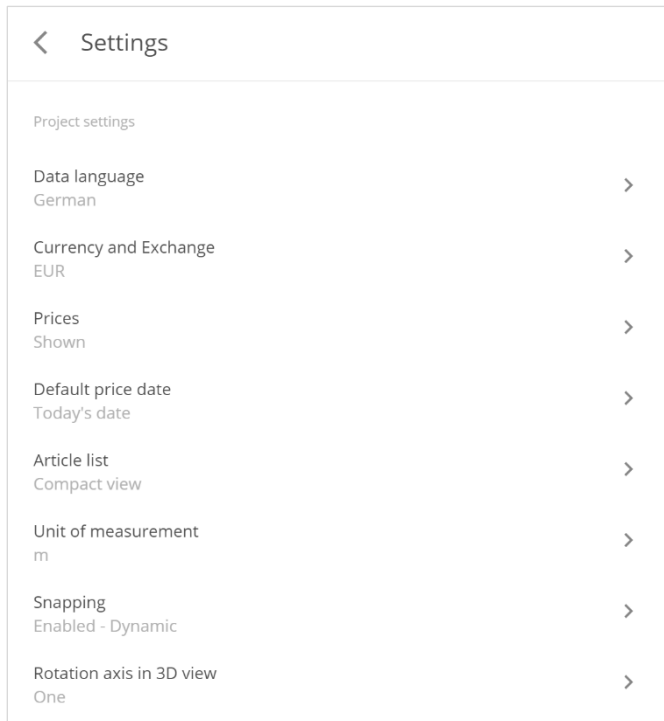 Settings
Project settings
Data language
German
Currency and Exchange
EUR
Prices
Shown
Default price date
Today's date
Article list
Compact view
Unit of measurement
m
Snapping
Enabled - Dynamic
Rotation axis in 3D view
One